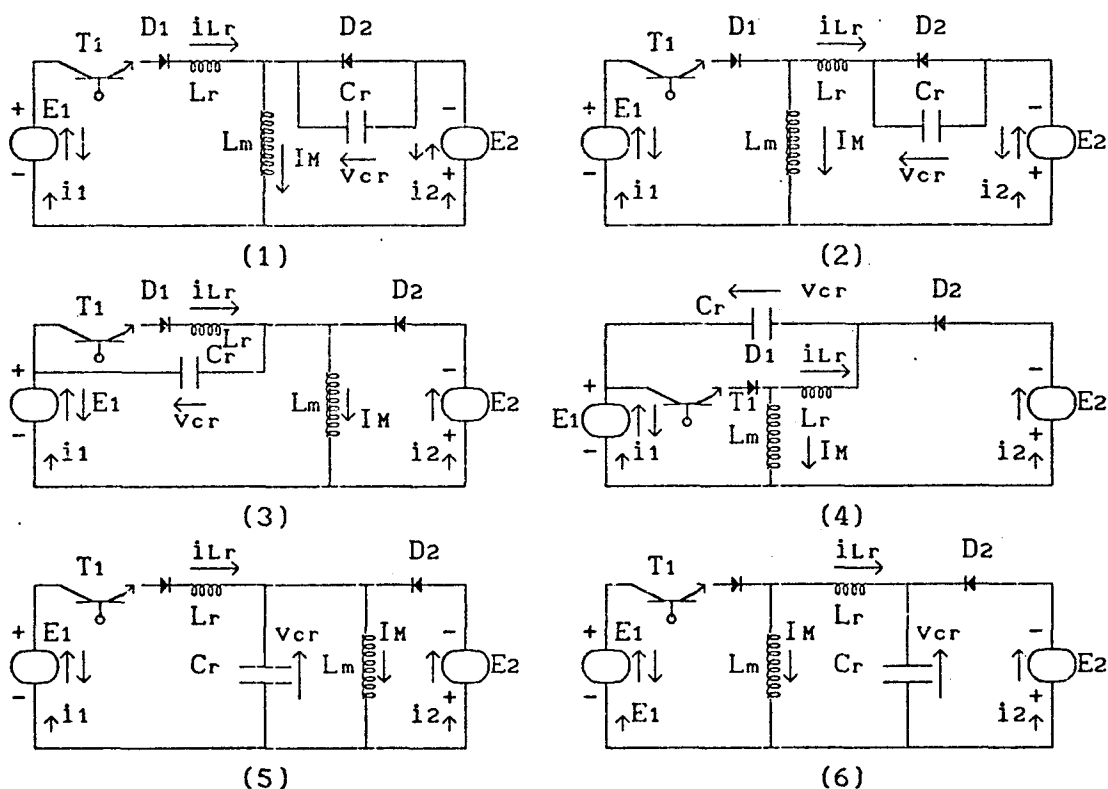 D1 iLr D2
T1
+ E1 Lr Cr -
Lm IM Vcr E2
- i1 i2 +
(1)
D1 iLr D2
T1
+ E1 Lr Cr -
Lm IM Vcr E2
- i1 i2 +
(2)
D1 iLr D2
T1
Lr
+ Cr -
E1 Vcr Lm IM E2
- i1 i2 +
(3)
Cr Vcr D2
+ D1 iLr -
E1 T1 Lr E2
- i1 Lm IM i2 +
(4)
T1 iLr D2
+ E1 Lr Vcr IM -
Cr Lm E2
- i1 i2 +
(5)
T1 iLr D2
+ E1 IM Lr Vcr -
Lm Cr E2
- E1 i2 +
(6)